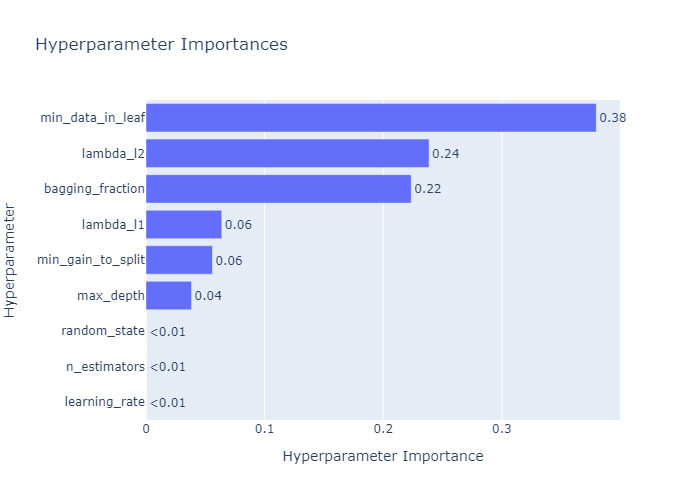 Hyperparameter Importances
Hyperparameter
min_data_in_leaf 0.38
lambda_l2 0.24
bagging_fraction 0.22
lambda_l1 0.06
min_gain_to_split 0.06
max_depth 0.04
random_state <0.01
n_estimators <0.01
learning_rate <0.01
0 0.1 0.2 0.3
Hyperparameter Importance